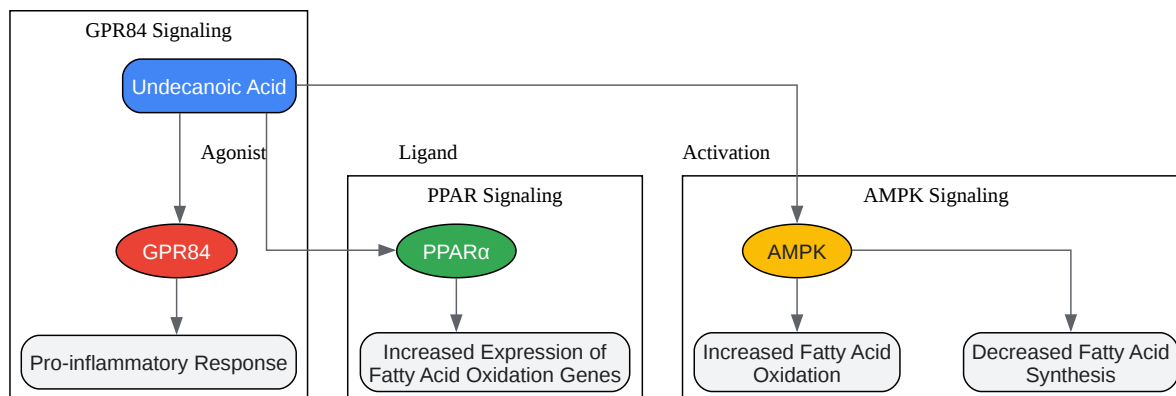 GPR84 Signaling
Undecanoic Acid
Agonist
Ligand
Activation
PPAR Signaling
AMPK Signaling
GPR84
PPARα
AMPK
Pro-inflammatory Response
Increased Expression of
Fatty Acid Oxidation Genes
Increased Fatty Acid
Oxidation
Decreased Fatty Acid
Synthesis